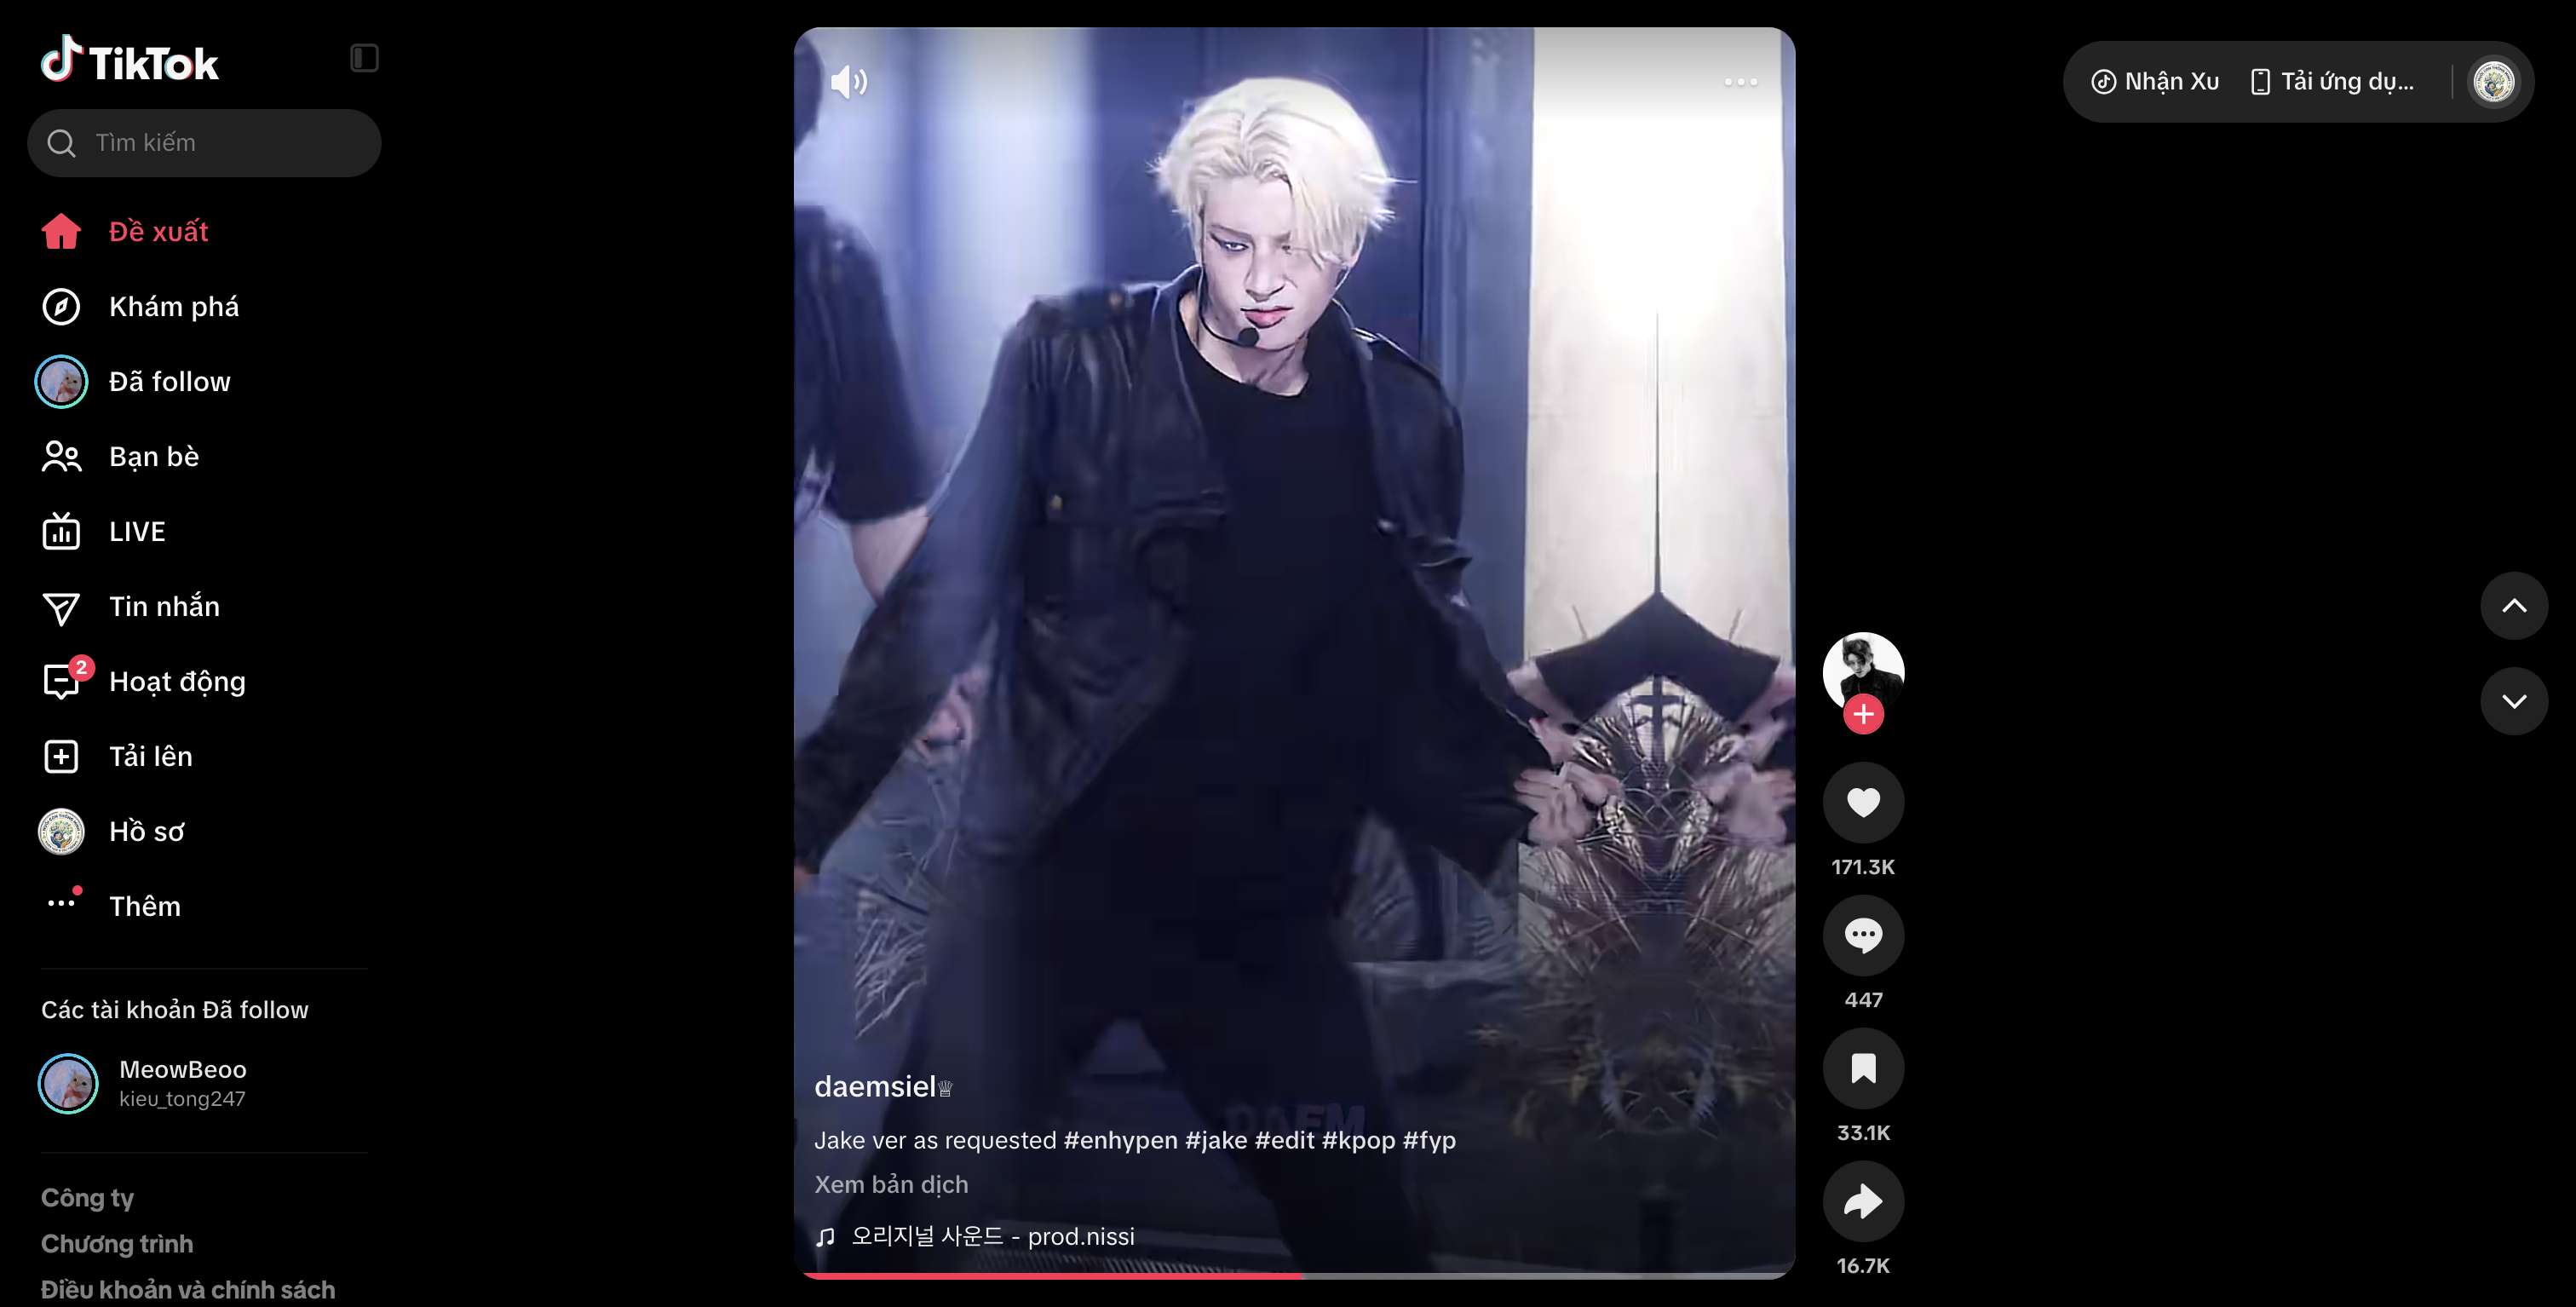 TikTok
Tìm kiếm
Đề xuất
Khám phá
Đã follow
Bạn bè
LIVE
Tin nhắn
2
Hoạt động
Tải lên
Hồ sơ
Thêm
Các tài khoản Đã follow
MeowBeoo
kieu_tong247
Công ty
Chương trình
Điều khoản và chính sách
DAEM
daemsiel♕
Jake ver as requested #enhypen #jake #edit #kpop #fyp
Xem bản dịch
오리지널 사운드 - prod.nissi
171.3K
447
33.1K
16.7K
Nhận Xu
Tải ứng dụ...